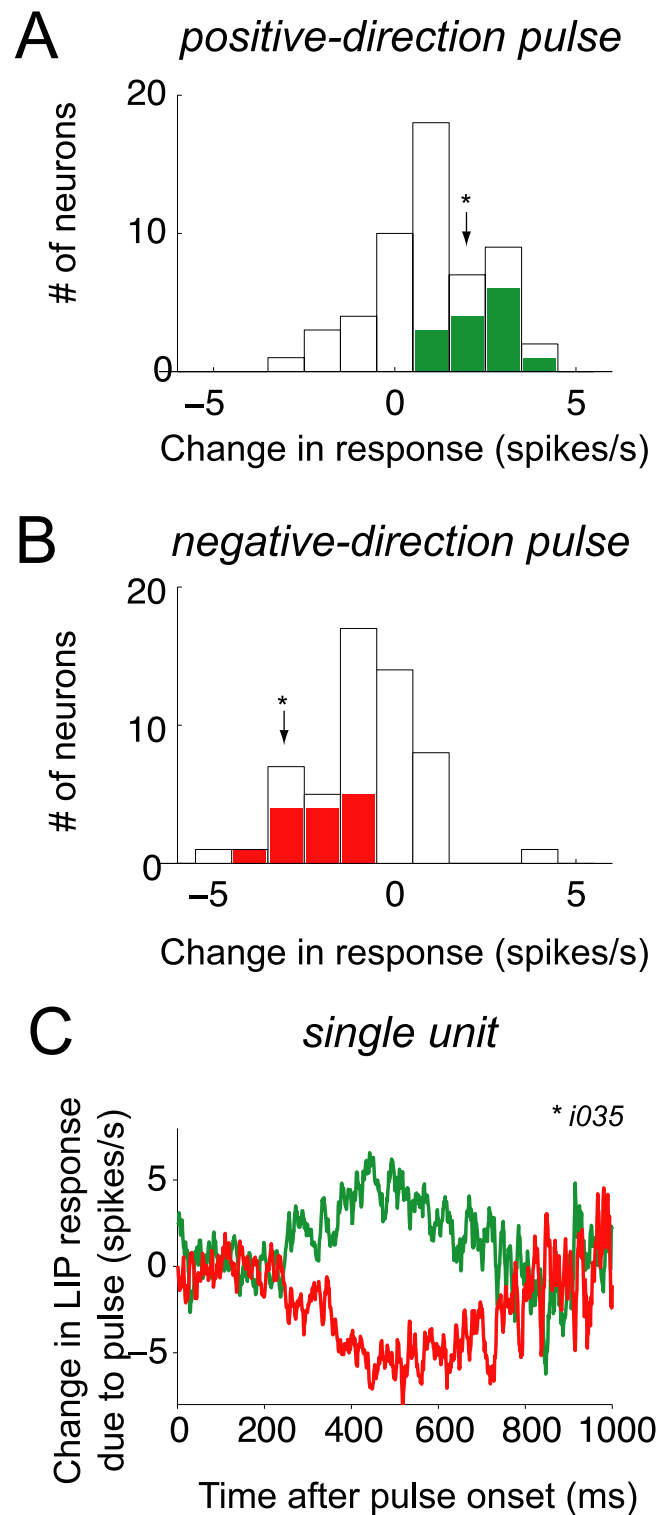 A
positive-direction pulse
# of neurons
20
10
0
*
−5
0
5
Change in response (spikes/s)
B
negative-direction pulse
# of neurons
20
10
0
*
−5
0
5
Change in response (spikes/s)
C
single unit
* i035
Change in LIP response
due to pulse (spikes/s)
5
0
−5
0
200
400
600
800
1000
Time after pulse onset (ms)